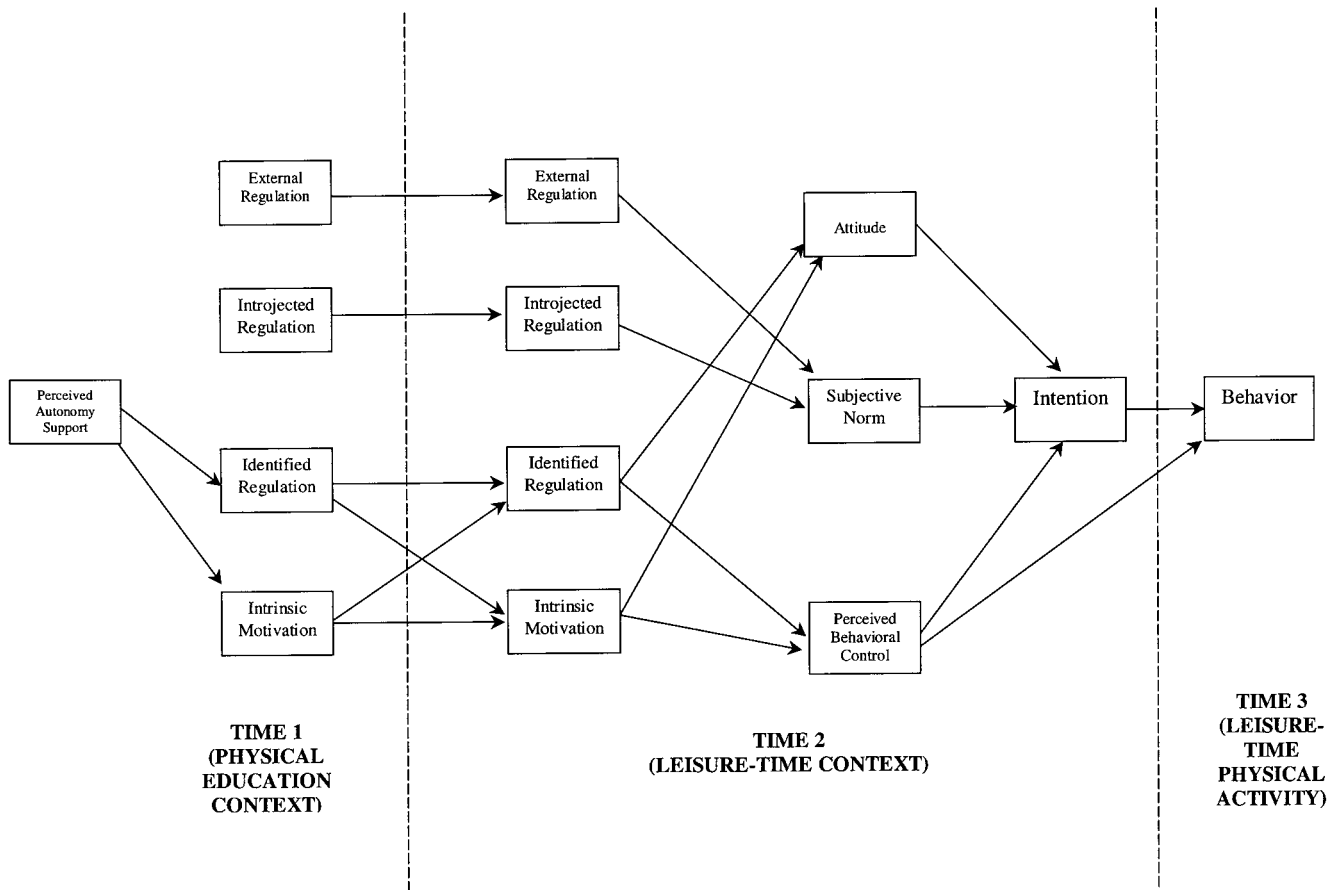 External
Regulation
Introjected
Regulation
Perceived
Autonomy
Support
Identified
Regulation
Intrinsic
Motivation
External
Regulation
Introjected
Regulation
Identified
Regulation
Intrinsic
Motivation
Attitude
Subjective
Norm
Perceived
Behavioral
Control
Intention
Behavior
TIME 1
(PHYSICAL
EDUCATION
CONTEXT)
TIME 2
(LEISURE-TIME CONTEXT)
TIME 3
(LEISURE-
TIME
PHYSICAL
ACTIVITY)